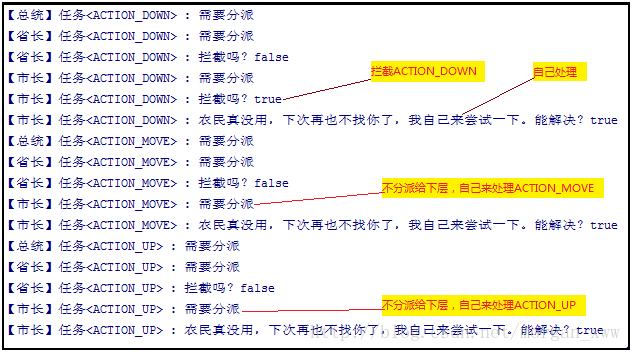 【总统】任务<ACTION_DOWN> : 需要分派
【省长】任务<ACTION_DOWN> : 需要分派
【省长】任务<ACTION_DOWN> : 拦截吗? false
【市长】任务<ACTION_DOWN> : 需要分派
拦截ACTION_DOWN
自己处理
【市长】任务<ACTION_DOWN> : 拦截吗? true
【市长】任务<ACTION_DOWN> : 农民真没用, 下次再也不找你了, 我自己来尝试一下。能解决? true
【总统】任务<ACTION_MOVE> : 需要分派
【省长】任务<ACTION_MOVE> : 需要分派
【省长】任务<ACTION_MOVE> : 拦截吗? false
不分派给下层，自己来处理ACTION_MOVE
【市长】任务<ACTION_MOVE> : 需要分派
【市长】任务<ACTION_MOVE> : 农民真没用, 下次再也不找你了, 我自己来尝试一下。能解决? true
【总统】任务<ACTION_UP> : 需要分派
【省长】任务<ACTION_UP> : 需要分派
【省长】任务<ACTION_UP> : 拦截吗? false
【市长】任务<ACTION_UP> : 需要分派
不分派给下层，自己来处理ACTION_UP
【市长】任务<ACTION_UP> : 农民真没用, 下次再也不找你了, 我自己来尝试一下。能解决? true